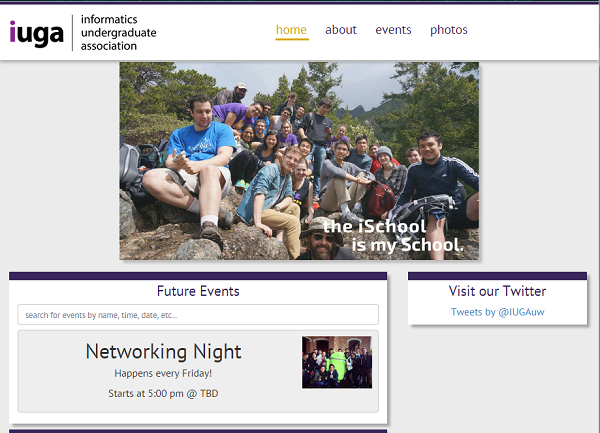 iuga
informatics
undergraduate
association
home
about
events
photos
the iSchool
is my School.
Future Events
search for events by name, time, date, etc...
Networking Night
Happens every Friday!
Starts at 5:00 pm @ TBD
Visit our Twitter
Tweets by @IUGAuw